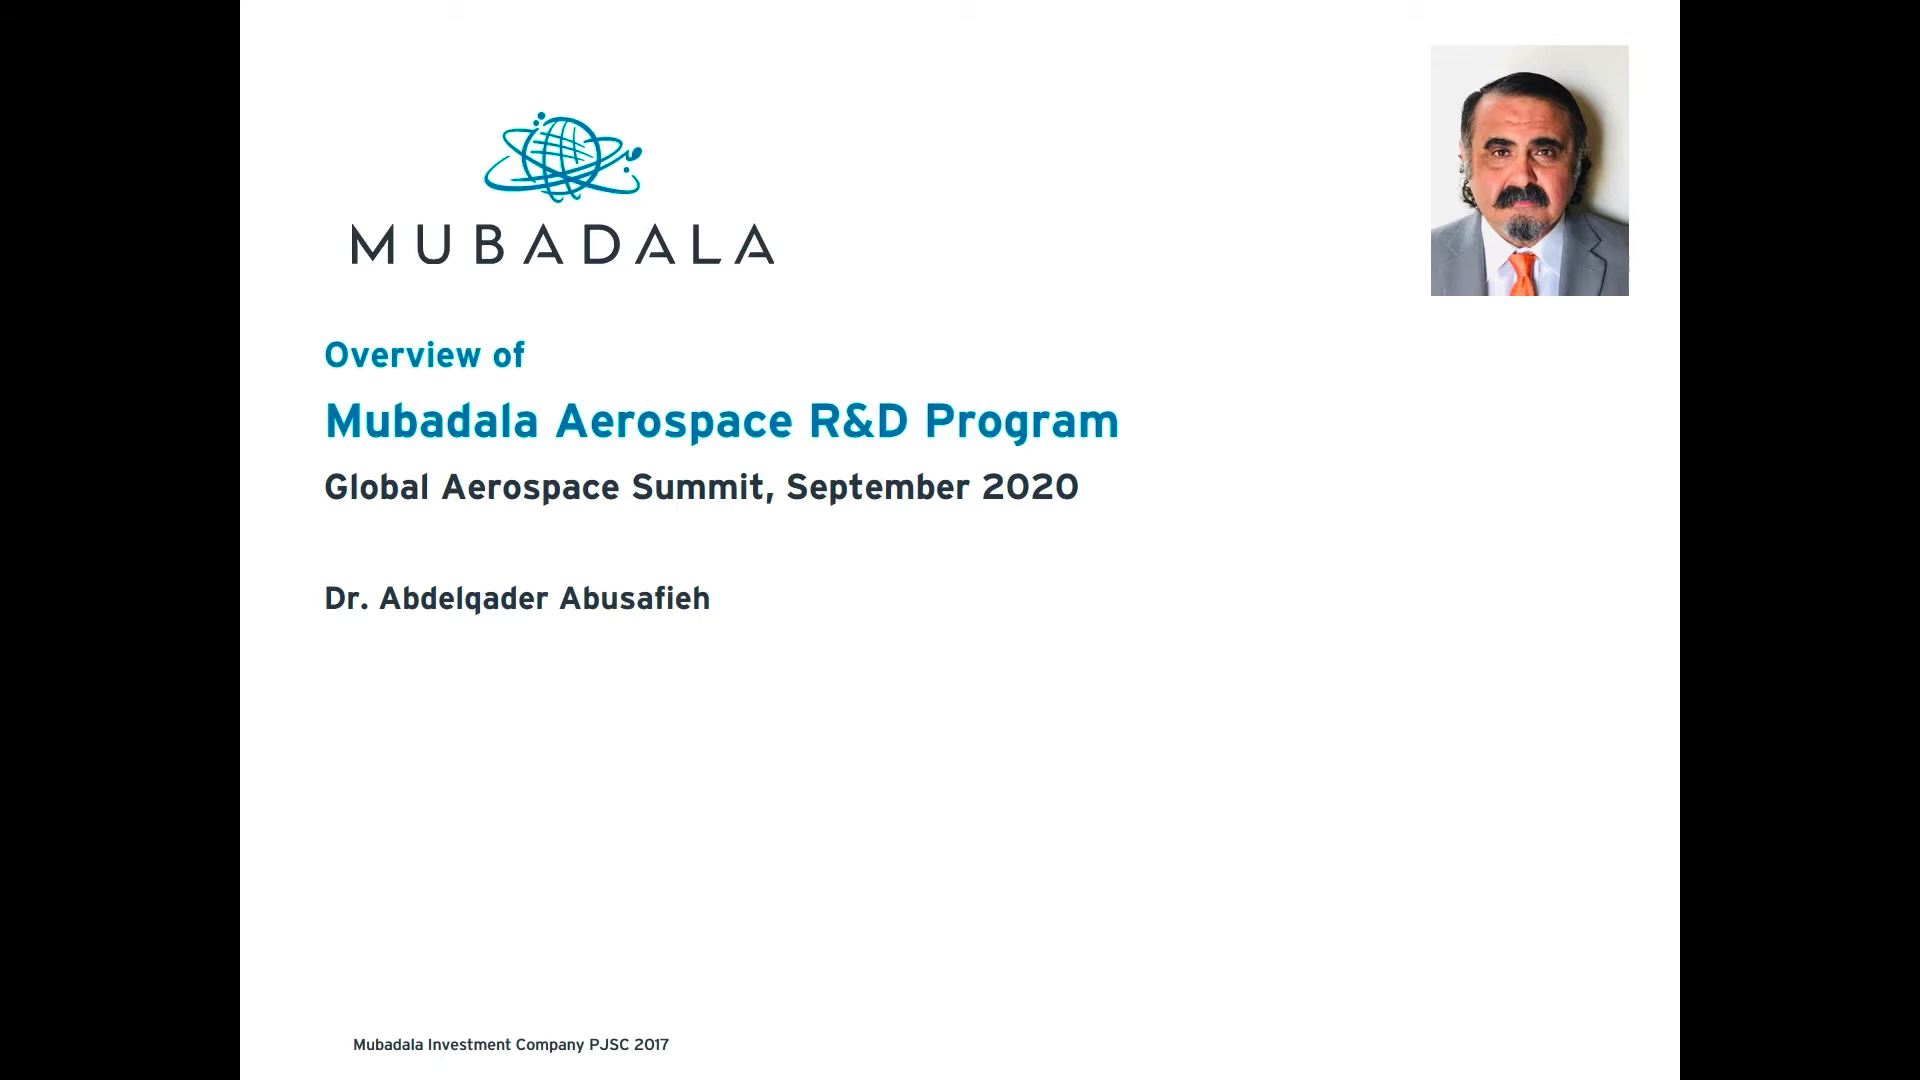 MUBADALA
Overview of
Mubadala Aerospace R&D Program
Global Aerospace Summit, September 2020
Dr. Abdelqader Abusafieh
Mubadala Investment Company PJSC 2017